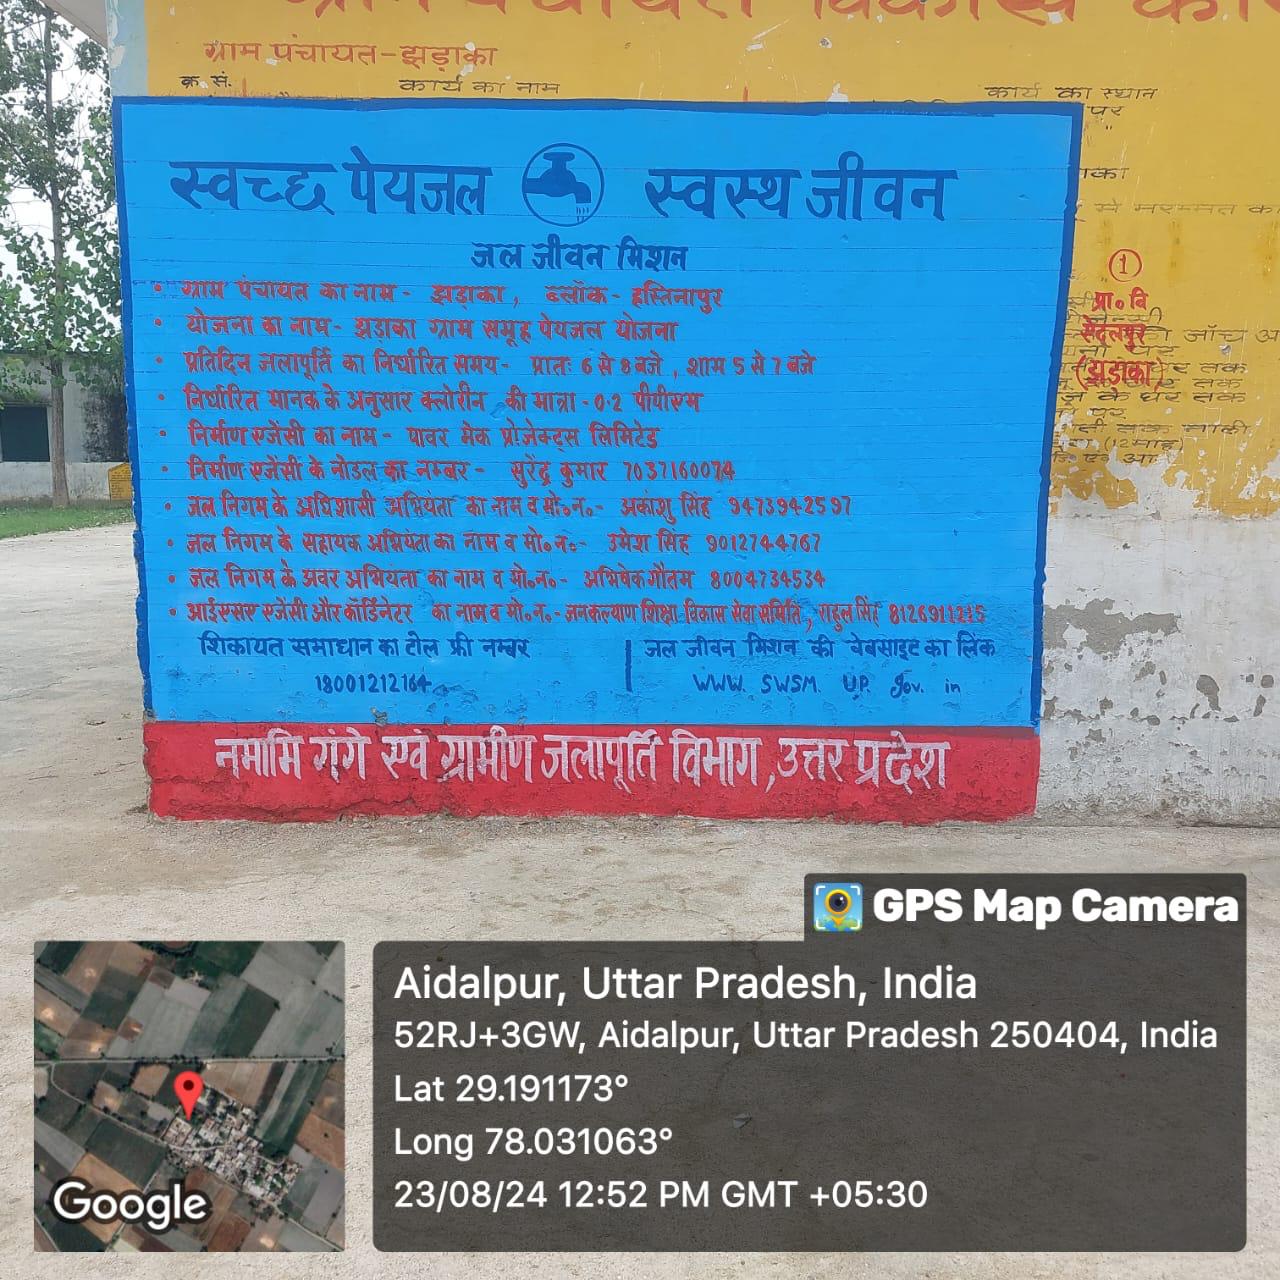 ग्राम पंचायत-झड़ाका
क्र. सं.
कार्य का नाम
कार्य का स्थान
पर
स्वच्छ पेयजल स्वस्थ जीवन
जल जीवन मिशन
• ग्राम पंचायत का नाम - झड़ाका, ब्लॉक - हस्तिनापुर
• योजना का नाम - झड़ाका ग्राम समूह पेयजल योजना
• प्रतिदिन जलापूर्ति का निर्धारित समय - प्रातः 6 से 8 बजे, शाम 5 से 7 बजे
• निर्धारित मानक के अनुसार क्लोरीन की मात्रा - 0.2 पीपीएम
• निर्माण एजेंसी का नाम - पावर मेक प्रोजेक्ट्स लिमिटेड
• निर्माण एजेंसी के नोडल का नम्बर - सुरेंद्र कुमार 7037160074
• जल निगम के अधिशासी अभियंता का नाम व मो०न०- अकांशु सिंह 9473942597
• जल निगम के सहायक अभियंता का नाम व मो०न०- उमेश सिंह 9012744767
• जल निगम के अवर अभियंता का नाम व मो०न०- अभिषेक गौतम 8004734534
• आईएसए एजेंसी और कॉर्डिनेटर का नाम व मो०न०- जनकल्याण शिक्षा विकास सेवा समिति, राहुल सिंह 8126911215
शिकायत समाधान का टोल फ्री नम्बर
18001212164
जल जीवन मिशन की वेबसाइट का लिंक
WWW. SWSM. UP. gov. in
नमामि गंगे एवं ग्रामीण जलापूर्ति विभाग, उत्तर प्रदेश
1
प्रा० वि
सैदलपुर
(झड़ाका)
GPS Map Camera
Aidalpur, Uttar Pradesh, India
52RJ+3GW, Aidalpur, Uttar Pradesh 250404, India
Lat 29.191173°
Long 78.031063°
23/08/24 12:52 PM GMT +05:30
Google